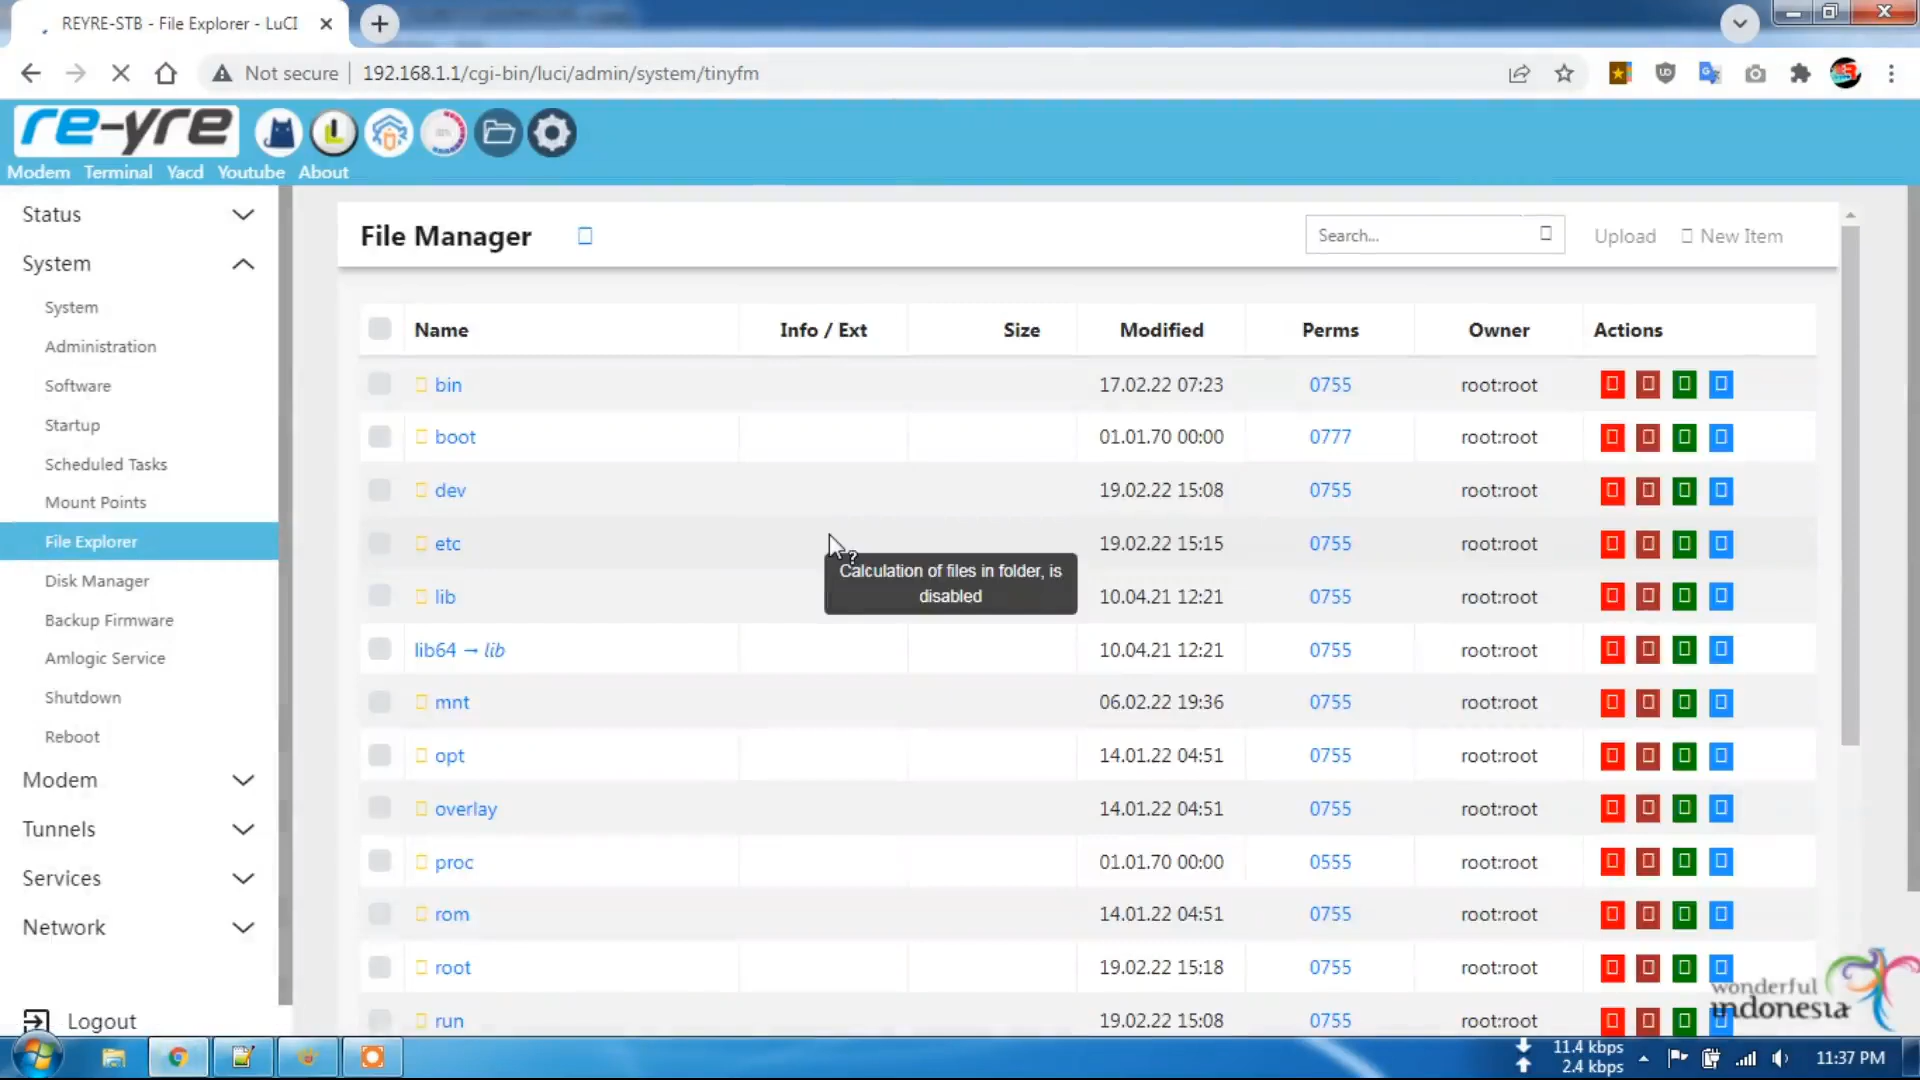 REYRE-STB - File Explorer - LuCI
Not secure
192.168.1.1/cgi-bin/luci/admin/system/tinyfm
re-yre
Modem Terminal Yacd Youtube About
Status
System
System
Administration
Software
Startup
Scheduled Tasks
Mount Points
File Explorer
Disk Manager
Backup Firmware
Amlogic Service
Shutdown
Reboot
Modem
Tunnels
Services
Network
Logout
File Manager
Search...
Upload
New Item
Name Info / Ext Size Modified Perms Owner Actions
bin 17.02.22 07:23 0755 root:root
boot 01.01.70 00:00 0777 root:root
dev 19.02.22 15:08 0755 root:root
etc 19.02.22 15:15 0755 root:root
Calculation of files in folder, is
disabled
lib 10.04.21 12:21 0755 root:root
lib64 → lib 10.04.21 12:21 0755 root:root
mnt 06.02.22 19:36 0755 root:root
opt 14.01.22 04:51 0755 root:root
overlay 14.01.22 04:51 0755 root:root
proc 01.01.70 00:00 0555 root:root
rom 14.01.22 04:51 0755 root:root
root 19.02.22 15:18 0755 root:root
run 19.02.22 15:08 0755 root:root
wonderful
indonesia
11.4 kbps
2.4 kbps
11:37 PM